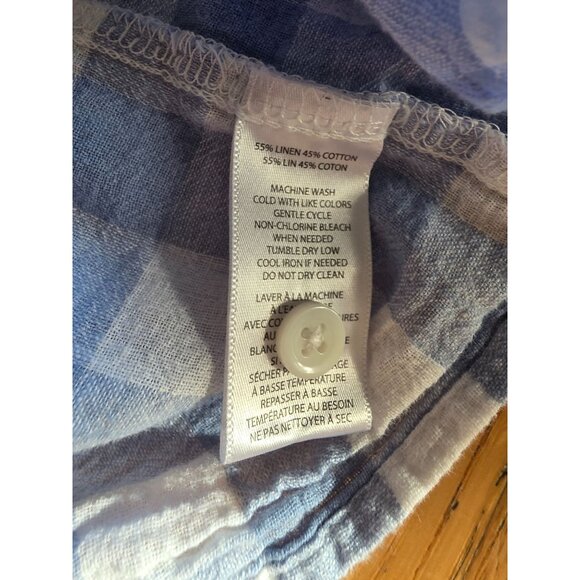 55% LINEN 45% COTTON
55% LIN 45% COTON
MACHINE WASH
COLD WITH LIKE COLORS
GENTLE CYCLE
NON-CHLORINE BLEACH
WHEN NEEDED
TUMBLE DRY LOW
COOL IRON IF NEEDED
DO NOT DRY CLEAN
LAVER À LA MACHINE
AVEC
SÉCHER
À BASSE TEMPÉRATURE
REPASSER À BASSE
TEMPÉRATURE AU BESOIN
NE PAS NETTOYER À SEC